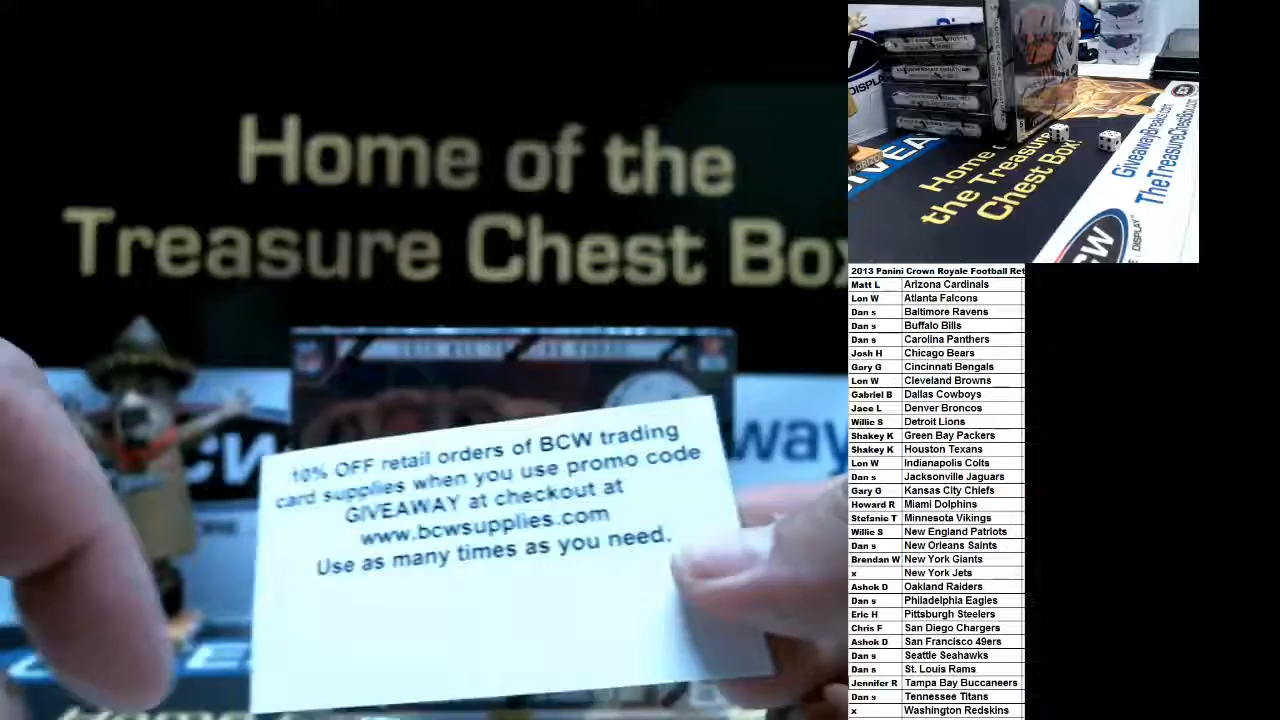 Home of the
Treasure Chest Box
10% OFF retail orders of BCW trading
card supplies when you use promo code
GIVEAWAY at checkout at
www.bcwsupplies.com
Use as many times as you need.
way
CW
DISPLAY
HORIZO
GIVEA
Home
the Treasure
Chest Box!
GiveawayBreaks.com
TheTreasureChestBox.com
CW
DISPLAY
2013 Panini Crown Royale Football Ret
Matt L Arizona Cardinals
Lon W Atlanta Falcons
Dan s Baltimore Ravens
Dan s Buffalo Bills
Dan s Carolina Panthers
Josh H Chicago Bears
Gary G Cincinnati Bengals
Lon W Cleveland Browns
Gabriel B Dallas Cowboys
Jace L Denver Broncos
Willie S Detroit Lions
Shakey K Green Bay Packers
Shakey K Houston Texans
Lon W Indianapolis Colts
Dan s Jacksonville Jaguars
Gary G Kansas City Chiefs
Howard R Miami Dolphins
Stefanie T Minnesota Vikings
Willie S New England Patriots
Dan s New Orleans Saints
Brendan W New York Giants
x New York Jets
Ashok D Oakland Raiders
Dan s Philadelphia Eagles
Eric H Pittsburgh Steelers
Chris F San Diego Chargers
Ashok D San Francisco 49ers
Dan s Seattle Seahawks
Dan s St. Louis Rams
Jennifer R Tampa Bay Buccaneers
Dan s Tennessee Titans
x Washington Redskins